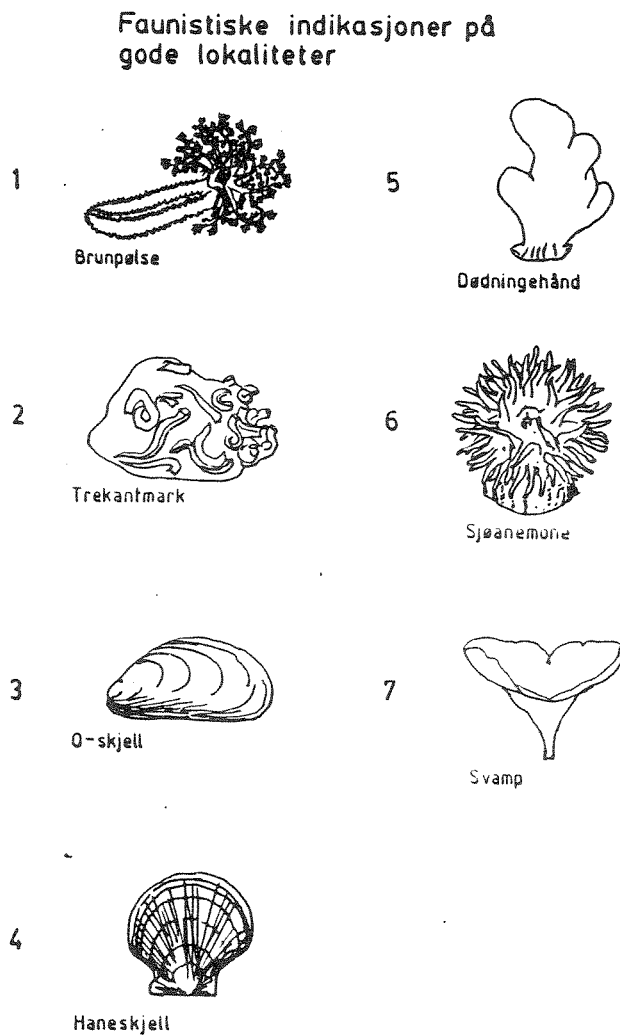 Faunistiske indikasjoner på
gode lokaliteter
1
Brunpølse
2
Trekantmark
3
O-skjell
4
Haneskjell
5
Dødningehånd
6
Sjøanemone
7
Svamp